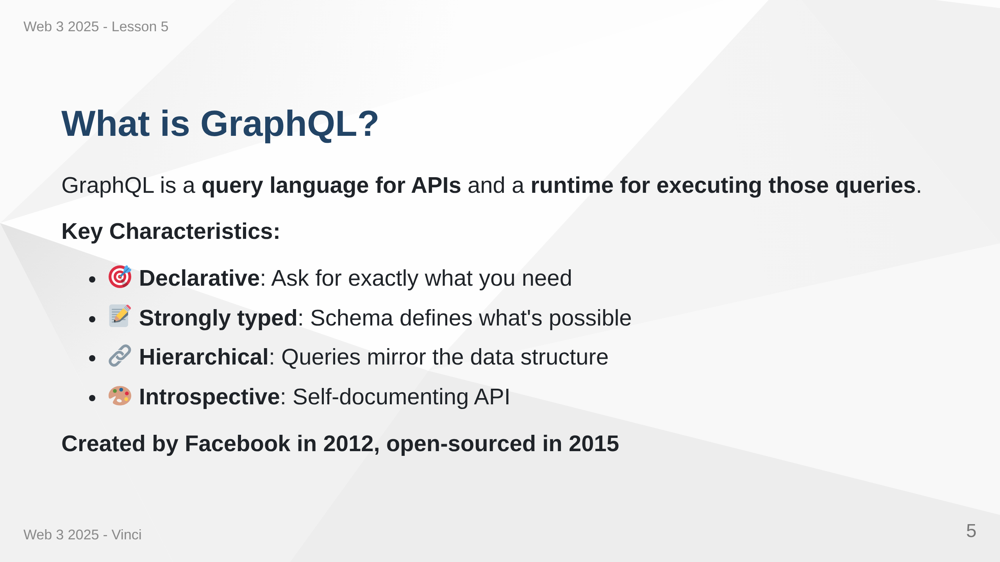 Web 3 2025 - Lesson 5
What is GraphQL?
GraphQL is a query language for APIs and a runtime for executing those queries.
Key Characteristics:
• 🎯 Declarative: Ask for exactly what you need
• 📝 Strongly typed: Schema defines what's possible
• 🔗 Hierarchical: Queries mirror the data structure
• 🎨 Introspective: Self-documenting API
Created by Facebook in 2012, open-sourced in 2015
Web 3 2025 - Vinci
5